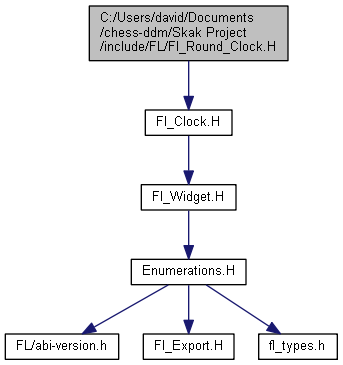 C:/Users/david/Documents
/chess-ddm/Skak Project
/include/FL/Fl_Round_Clock.H
Fl_Clock.H
Fl_Widget.H
Enumerations.H
FL/abi-version.h
Fl_Export.H
fl_types.h